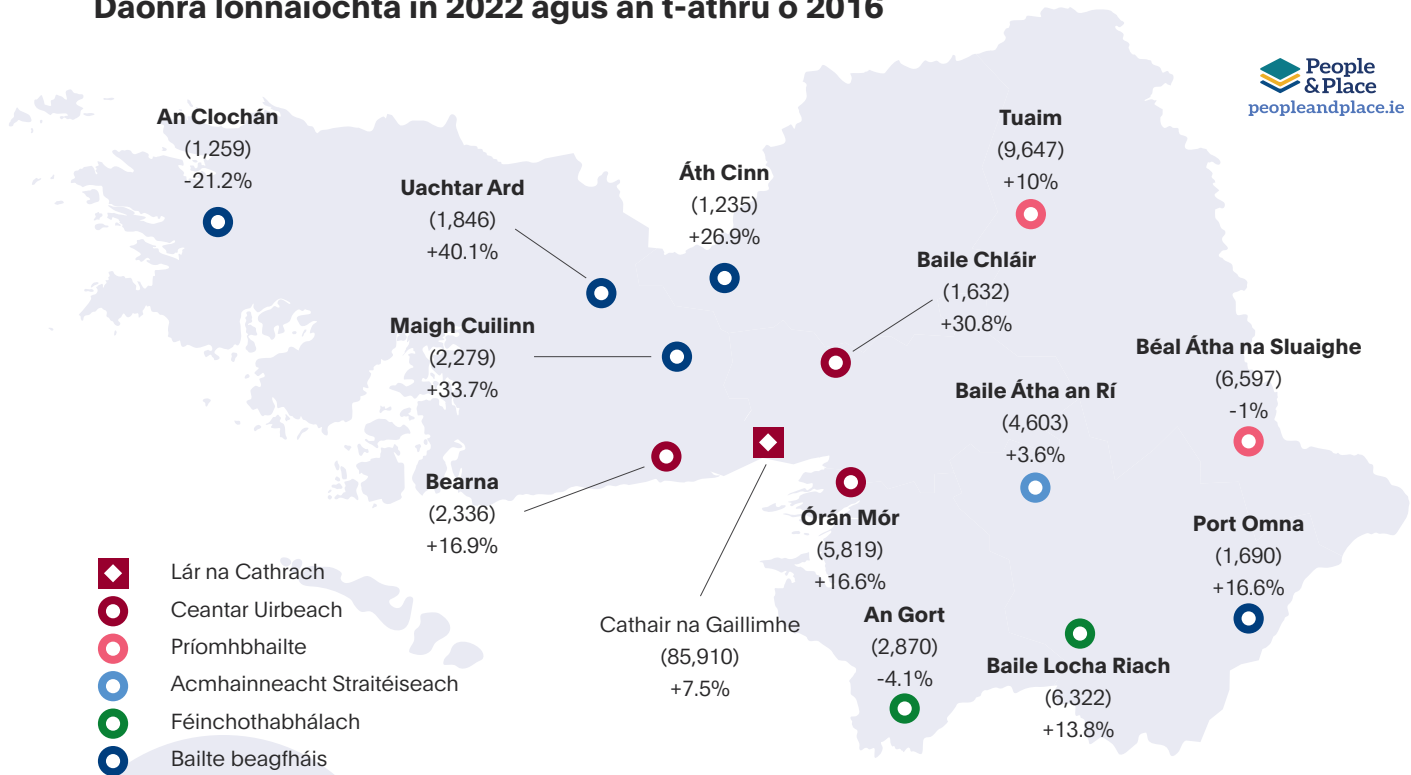 Daonra lonnaíochta in 2022 agus an t-athrú ó 2016
People
& Place
peopleandplace.ie
An Clochán
(1,259)
-21.2%
Uachtar Ard
(1,846)
+40.1%
Áth Cinn
(1,235)
+26.9%
Tuaim
(9,647)
+10%
Baile Chláir
(1,632)
+30.8%
Maigh Cuilinn
(2,279)
+33.7%
Béal Átha na Sluaighe
(6,597)
-1%
Baile Átha an Rí
(4,603)
+3.6%
Bearna
(2,336)
+16.9%
Órán Mór
(5,819)
+16.6%
Port Omna
(1,690)
+16.6%
Cathair na Gaillimhe
(85,910)
+7.5%
An Gort
(2,870)
-4.1%
Baile Locha Riach
(6,322)
+13.8%
Lár na Cathrach
Ceantar Uirbeach
Príomhbhailte
Acmhainneacht Straitéiseach
Féinchothabhálach
Bailte beagfháis